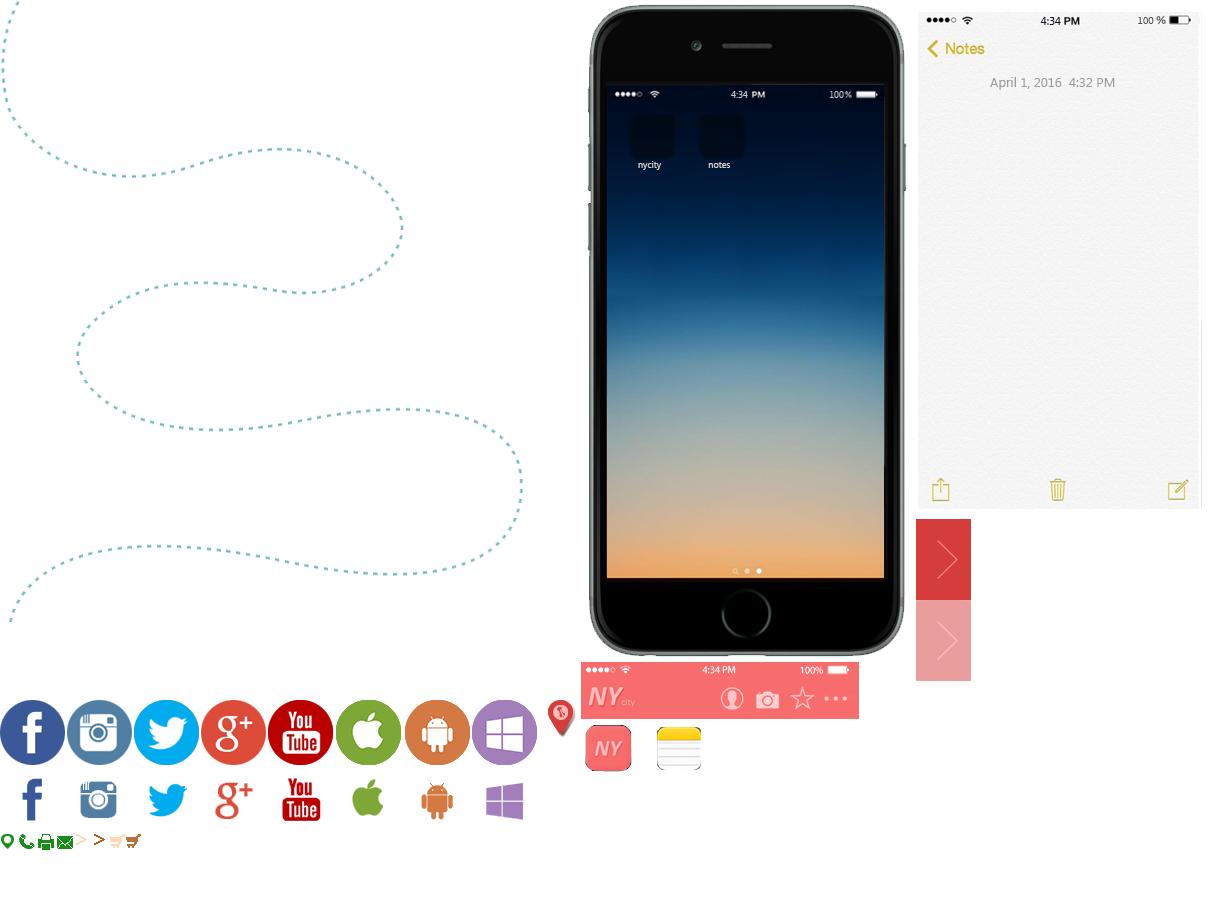 4:34 PM
100%
nycity
notes
4:34 PM
100 %
Notes
April 1, 2016 4:32 PM
4:34 PM
100%
NY city
NY
f
g+
You
Tube
f
g+
You
Tube